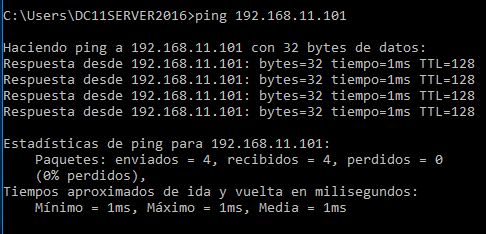 C:\Users\DC11SERVER2016>ping 192.168.11.101
Haciendo ping a 192.168.11.101 con 32 bytes de datos:
Respuesta desde 192.168.11.101: bytes=32 tiempo=1ms TTL=128
Respuesta desde 192.168.11.101: bytes=32 tiempo=1ms TTL=128
Respuesta desde 192.168.11.101: bytes=32 tiempo=1ms TTL=128
Respuesta desde 192.168.11.101: bytes=32 tiempo=1ms TTL=128
Estadísticas de ping para 192.168.11.101:
Paquetes: enviados = 4, recibidos = 4, perdidos = 0
(0% perdidos),
Tiempos aproximados de ida y vuelta en milisegundos:
Mínimo = 1ms, Máximo = 1ms, Media = 1ms